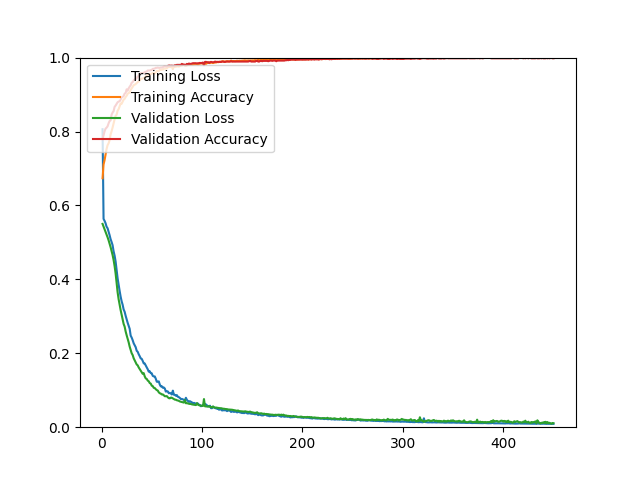 1.0
0.8
0.6
0.4
0.2
0.0
Training Loss
Training Accuracy
Validation Loss
Validation Accuracy
0 100 200 300 400